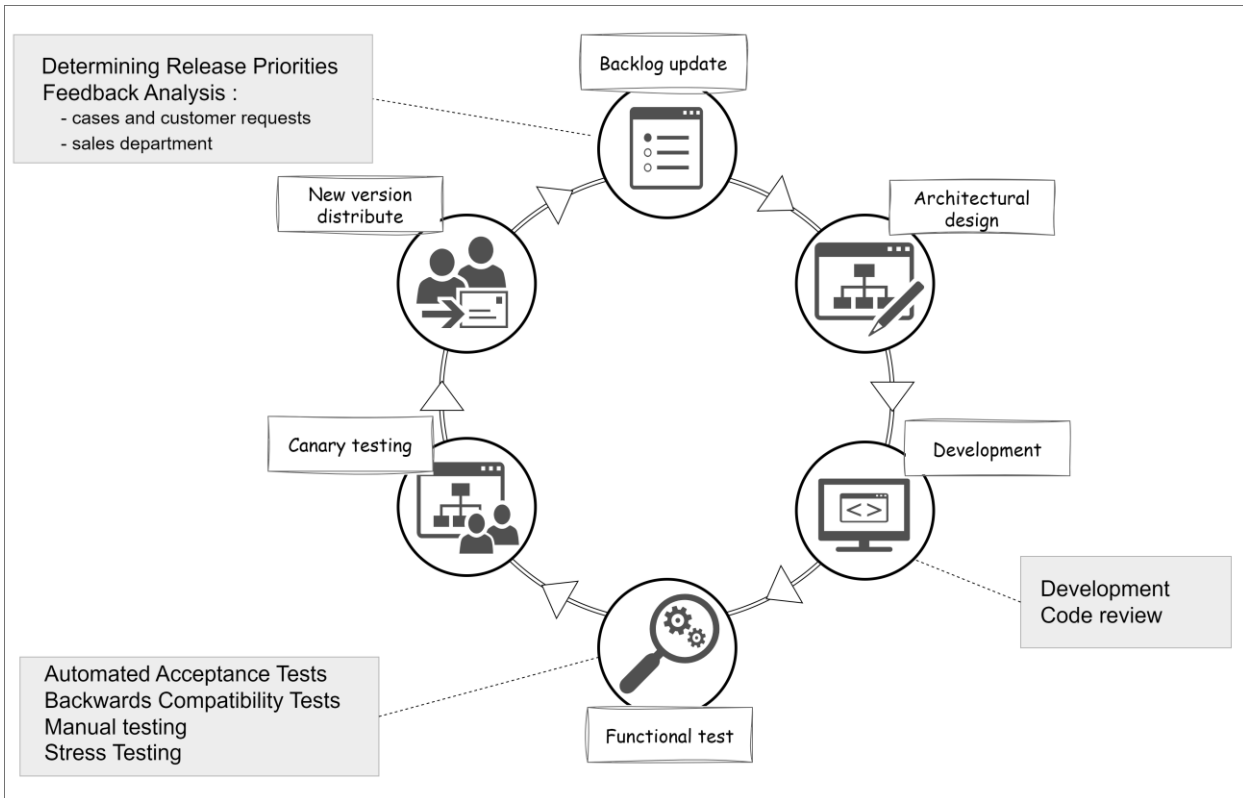 Determining Release Priorities
Feedback Analysis :
- cases and customer requests
- sales department
Backlog update
New version
distribute
Architectural
design
Canary testing
Development
< >
Development
Code review
Automated Acceptance Tests
Backwards Compatibility Tests
Manual testing
Stress Testing
Functional test